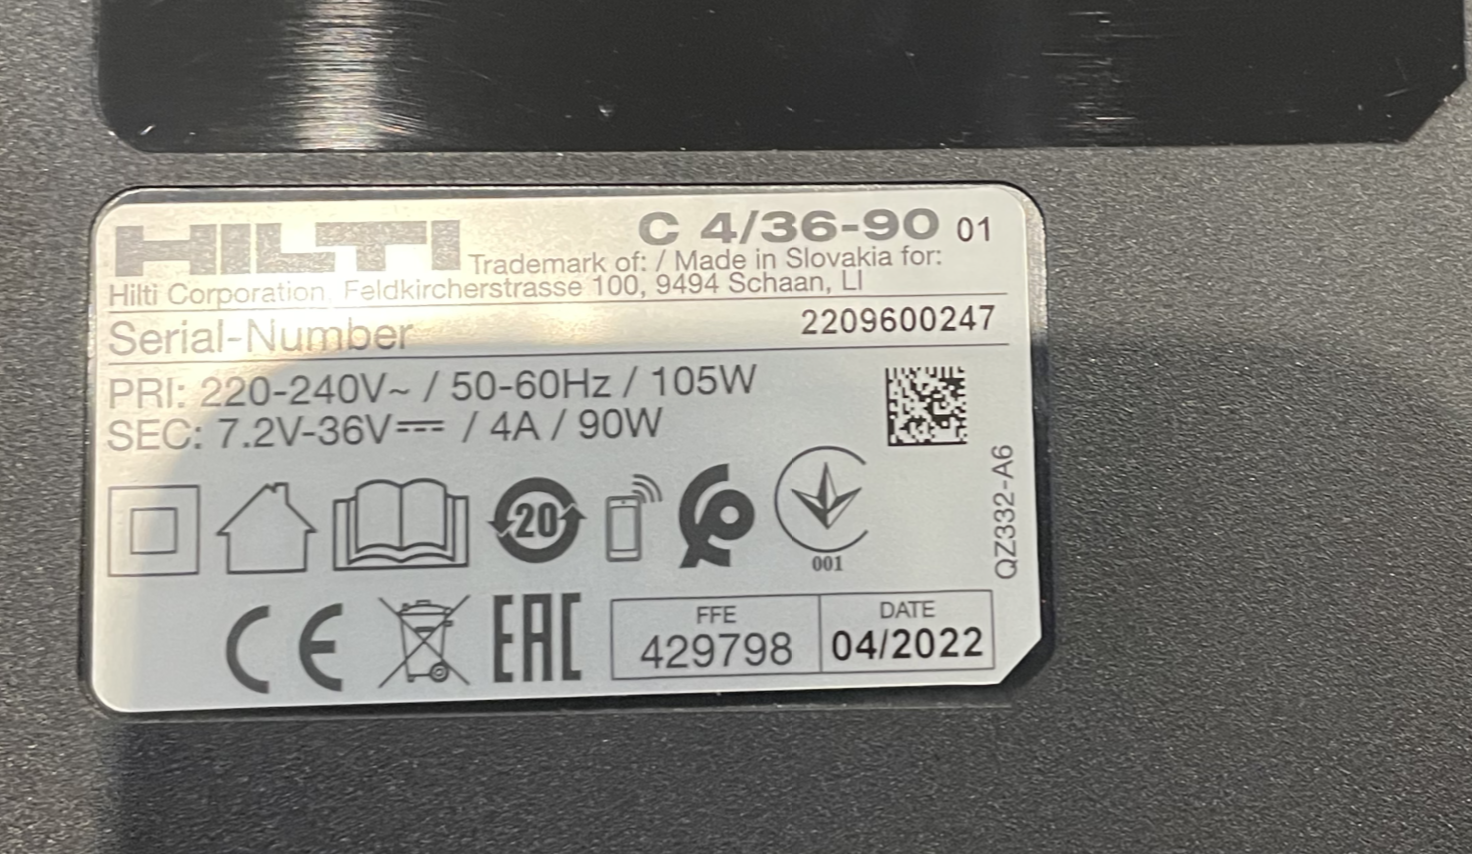 HILTI C 4/36-90 01
Trademark of: / Made in Slovakia for:
Hilti Corporation, Feldkircherstrasse 100, 9494 Schaan, LI
Serial-Number 2209600247
PRI: 220-240V~ / 50-60Hz / 105W
SEC: 7.2V-36V⎓ / 4A / 90W
QZ332-A6
20
001
CE EAC
FFE DATE
429798 04/2022